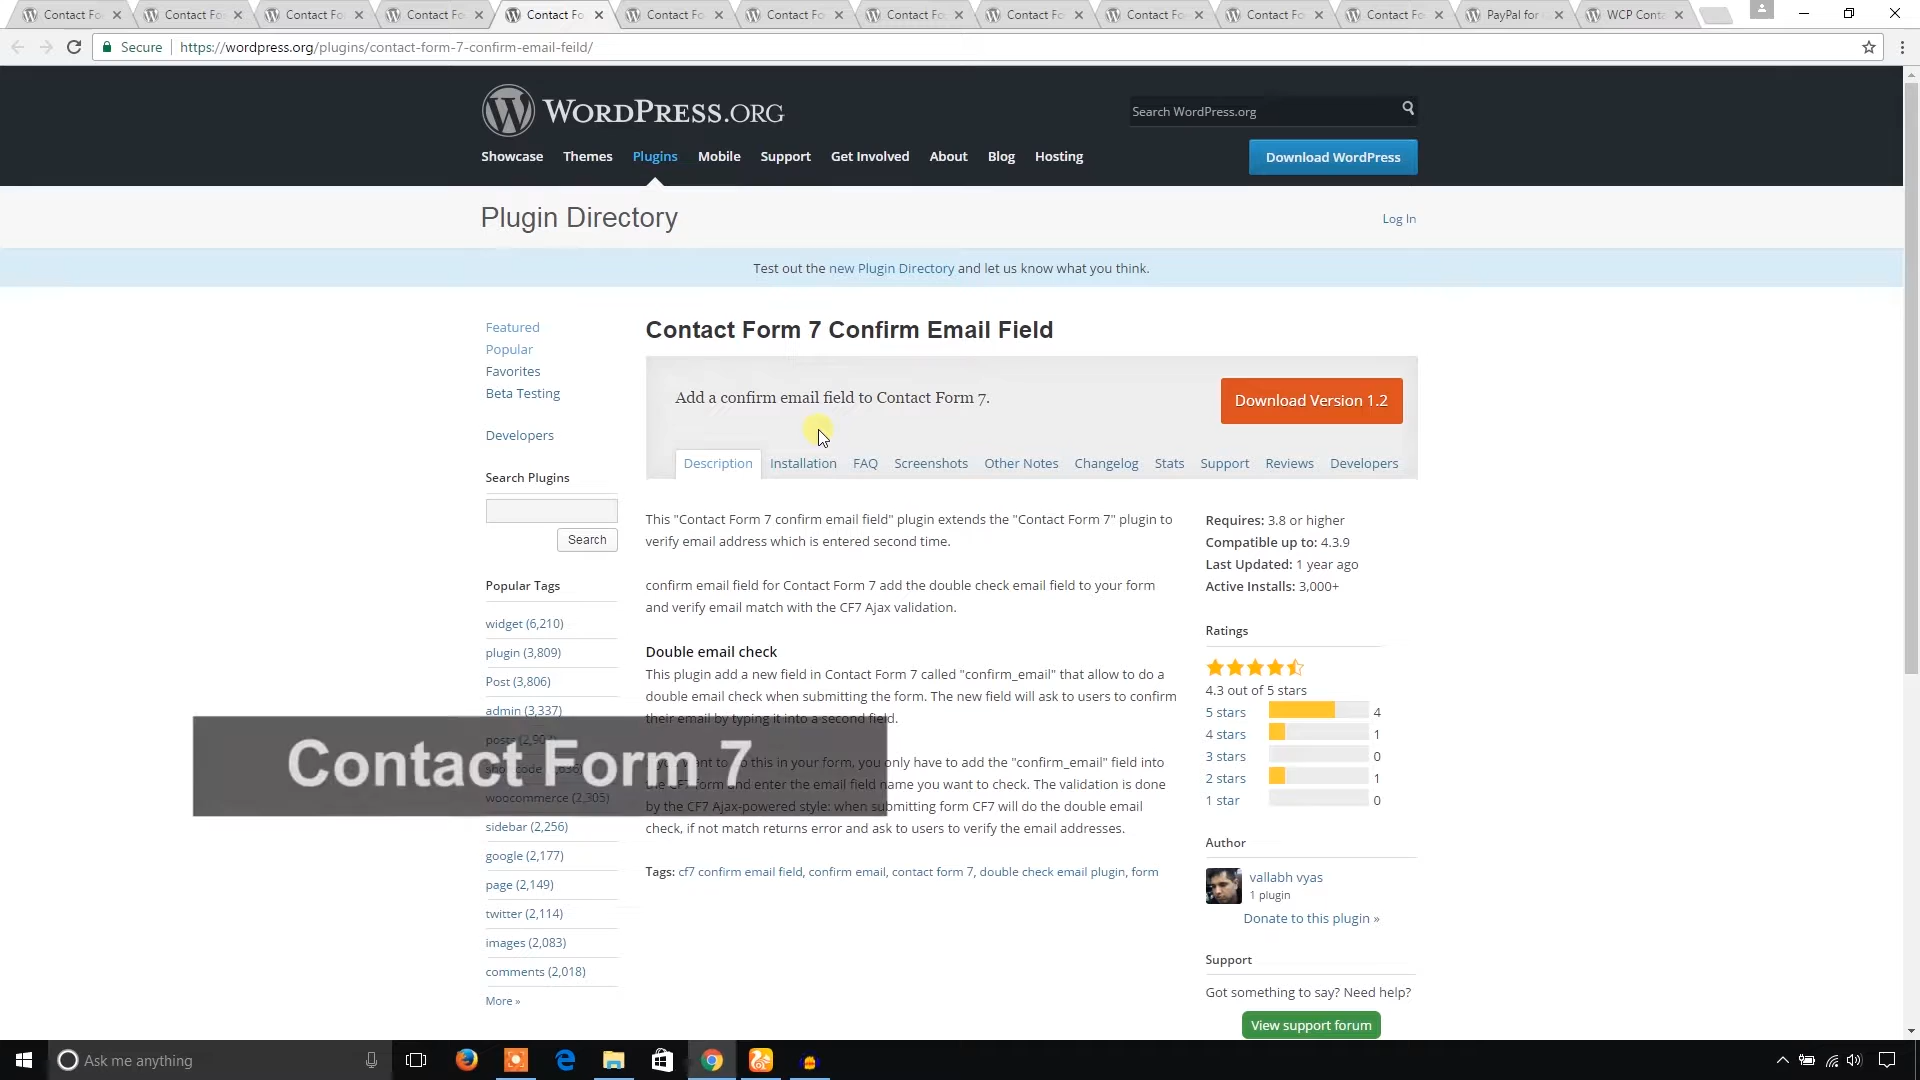 Contact Fo
Contact Fo
Contact Fo
Contact Fo
Contact Fo
Contact Fo
Contact Fo
Contact Fo
Contact Fo
Contact Fo
Contact Fo
Contact Fo
PayPal for
WCP Conta
Secure
https://wordpress.org/plugins/contact-form-7-confirm-email-feild/
WORDPRESS.ORG
Search WordPress.org
Showcase Themes Plugins Mobile Support Get Involved About Blog Hosting
Download WordPress
Plugin Directory
Log In
Test out the new Plugin Directory and let us know what you think.
Featured
Popular
Favorites
Beta Testing
Developers
Search Plugins
Search
Popular Tags
widget (6,210)
plugin (3,809)
Post (3,806)
admin (3,337)
posts
woocommerce (2,305)
sidebar (2,256)
google (2,177)
page (2,149)
twitter (2,114)
images (2,083)
comments (2,018)
More »
Contact Form 7 Confirm Email Field
Add a confirm email field to Contact Form 7.
Download Version 1.2
Description Installation FAQ Screenshots Other Notes Changelog Stats Support Reviews Developers
This "Contact Form 7 confirm email field" plugin extends the "Contact Form 7" plugin to
verify email address which is entered second time.
confirm email field for Contact Form 7 add the double check email field to your form
and verify email match with the CF7 Ajax validation.
Double email check
This plugin add a new field in Contact Form 7 called "confirm_email" that allow to do a
double email check when submitting the form. The new field will ask to users to confirm
their email by typing it into a second field.
want to do this in your form, you only have to add the "confirm_email" field into
the CF7 form and enter the email field name you want to check. The validation is done
by the CF7 Ajax-powered style: when submitting form CF7 will do the double email
check, if not match returns error and ask to users to verify the email addresses.
Tags: cf7 confirm email field, confirm email, contact form 7, double check email plugin, form
Contact Form 7
Requires: 3.8 or higher
Compatible up to: 4.3.9
Last Updated: 1 year ago
Active Installs: 3,000+
Ratings
4.3 out of 5 stars
5 stars 4
4 stars 1
3 stars 0
2 stars 1
1 star 0
Author
vallabh vyas
1 plugin
Donate to this plugin »
Support
Got something to say? Need help?
View support forum
Ask me anything